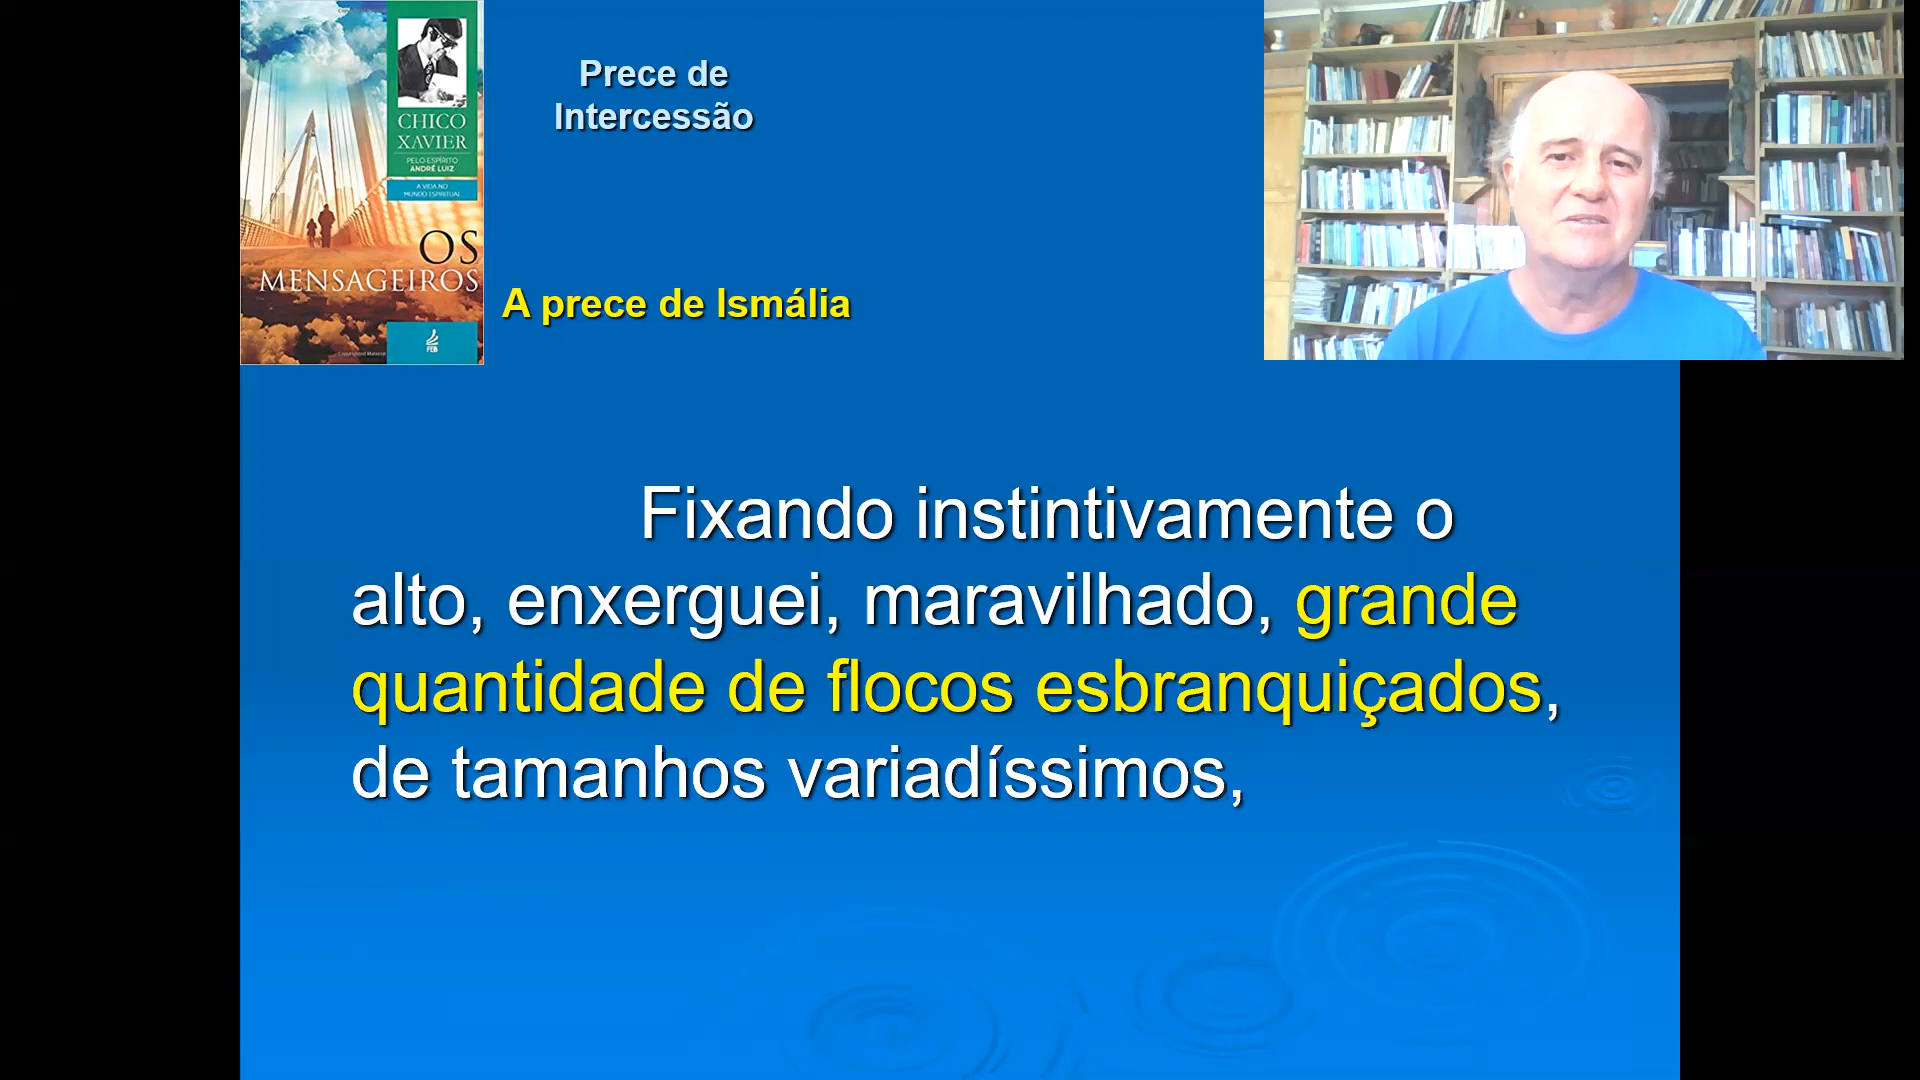 CHICO
XAVIER
PELO ESPÍRITO
ANDRÉ LUIZ
A VIDA NO
MUNDO ESPIRITUAL
OS
MENSAGEIROS
FEB
Prece de
Intercessão
A prece de Ismália
Fixando instintivamente o
alto, enxerguei, maravilhado, grande
quantidade de flocos esbranquiçados,
de tamanhos variadíssimos,